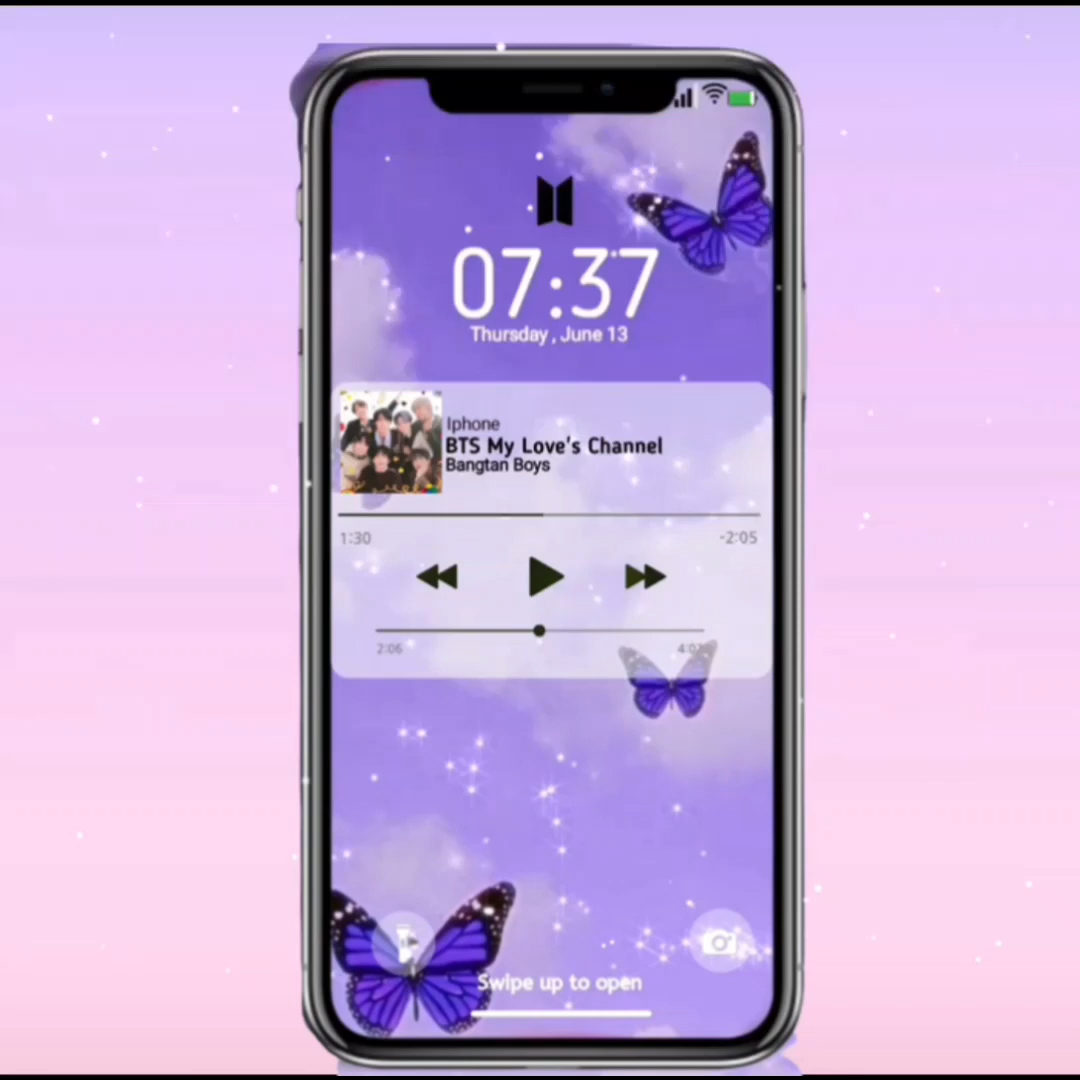 07:37
Thursday , June 13
Iphone
BTS My Love's Channel
Bangtan Boys
1:30 -2:05
2:06
Swipe up to open